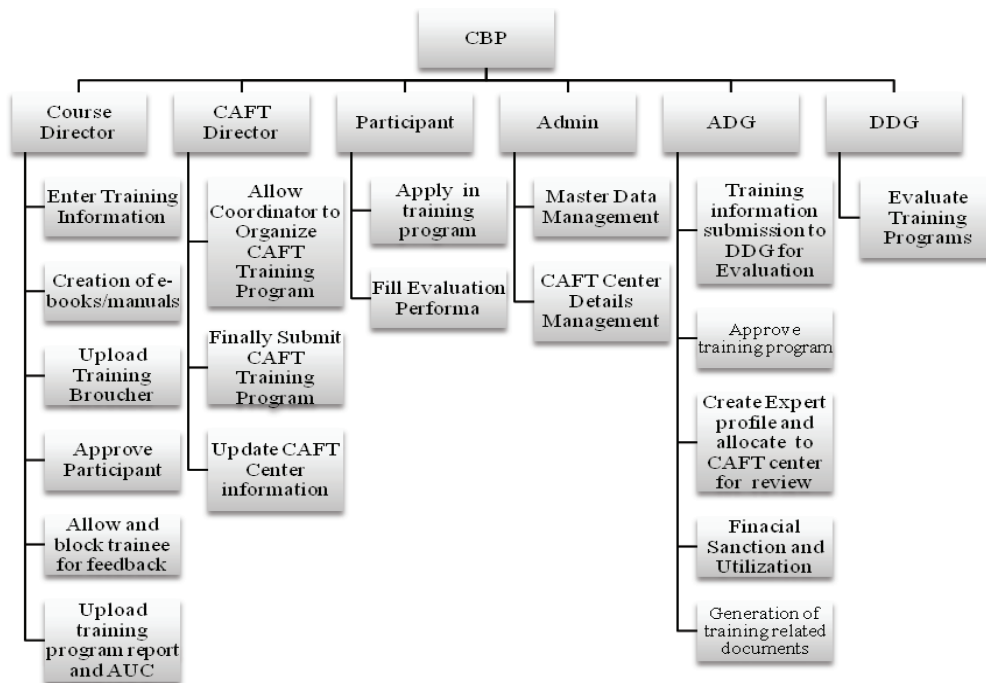 CBP
Course
Director
Enter Training
Information
Creation of e-
books/manuals
Upload
Training
Broucher
Approve
Participant
Allow and
block trainee
for feedback
Upload
training
program report
and AUC
CAFT
Director
Allow
Coordinator to
Organize
CAFT
Training
Program
Finally Submit
CAFT
Training
Program
Update CAFT
Center
information
Participant
Apply in
training
program
Fill Evaluation
Performa
Admin
Master Data
Management
CAFT Center
Details
Management
ADG
Training
information
submission to
DDG for
Evaluation
Approve
training program
Create Expert
profile and
allocate to
CAFT center
for review
Finacial
Sanction and
Utilization
Generation of
training related
documents
DDG
Evaluate
Training
Programs